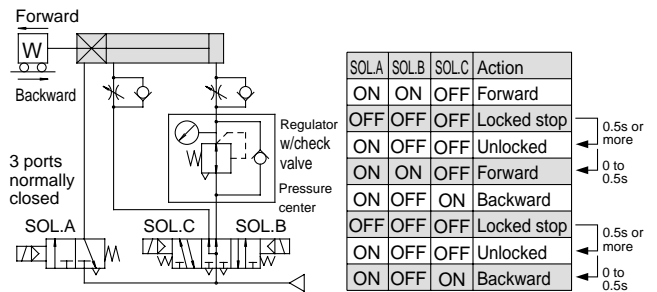 Forward
W
Backward
Regulator
w/check
valve
Pressure
center
3 ports
normally
closed
SOL.A
SOL.C
SOL.B
SOL.A SOL.B SOL.C Action
ON ON OFF Forward
OFF OFF OFF Locked stop
ON OFF OFF Unlocked
ON ON OFF Forward
ON OFF ON Backward
OFF OFF OFF Locked stop
ON OFF OFF Unlocked
ON OFF ON Backward
0.5s or
more
0 to
0.5s
0.5s or
more
0 to
0.5s